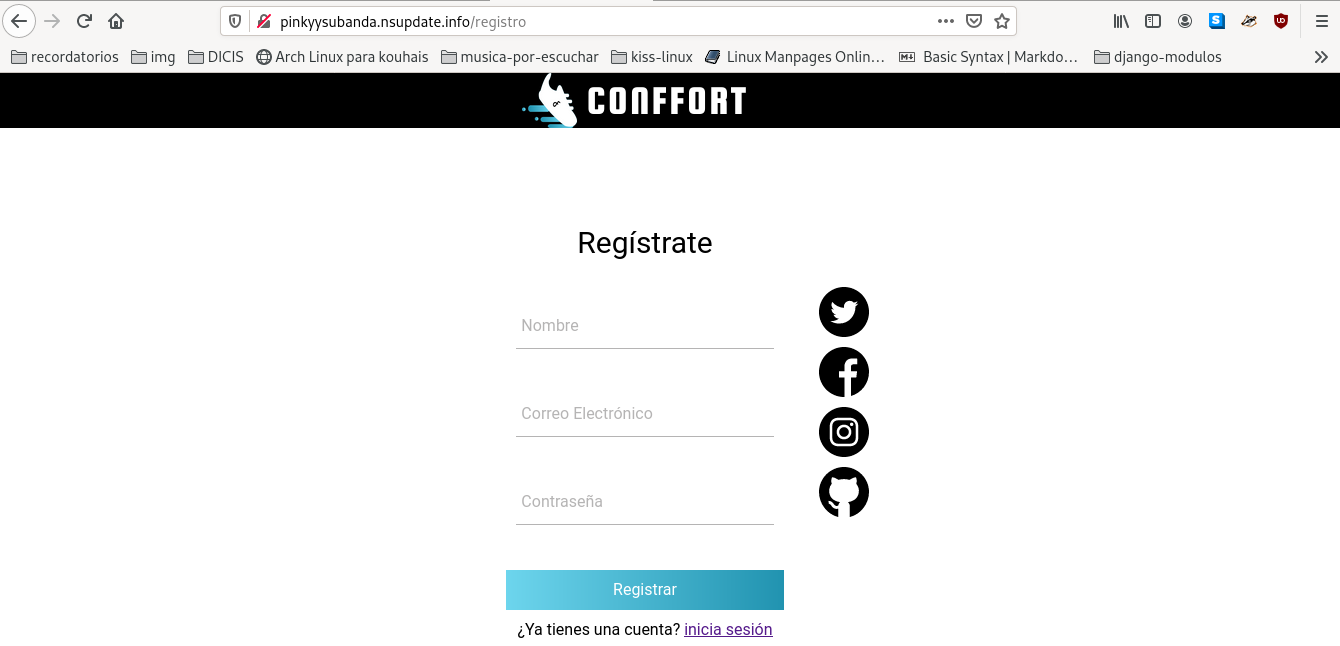 pinkyysubanda.nsupdate.info/registro
recordatorios img DICIS Arch Linux para kouhais musica-por-escuchar kiss-linux Linux Manpages Onlin… Basic Syntax | Markdo… django-modulos
CONFFORT
Regístrate
Nombre
Correo Electrónico
Contraseña
Registrar
¿Ya tienes una cuenta? inicia sesión